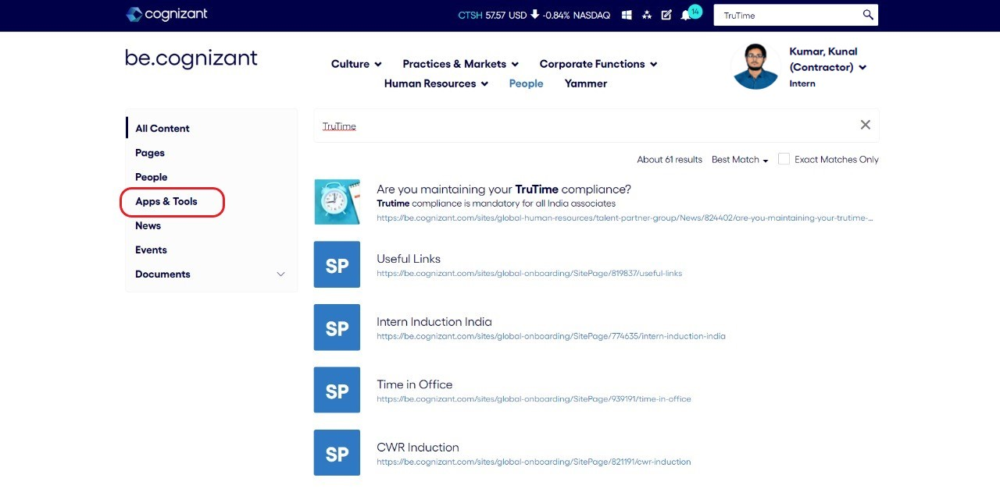 cognizant
CTSH 57.57 USD -0.84% NASDAQ
14
TruTime
be.cognizant
Culture
Practices & Markets
Corporate Functions
Human Resources
People
Yammer
Kumar, Kunal
(Contractor)
Intern
All Content
Pages
People
Apps & Tools
News
Events
Documents
TruTime
About 61 results
Best Match
Exact Matches Only
Are you maintaining your TruTime compliance?
Trutime compliance is mandatory for all India associates
https://be.cognizant.com/sites/global-human-resources/talent-partner-group/News/824402/are-you-maintaining-your-trutime-...
SP
Useful Links
https://be.cognizant.com/sites/global-onboarding/SitePage/819837/useful-links
SP
Intern Induction India
https://be.cognizant.com/sites/global-onboarding/SitePage/774635/intern-induction-india
SP
Time in Office
https://be.cognizant.com/sites/global-onboarding/SitePage/939191/time-in-office
SP
CWR Induction
https://be.cognizant.com/sites/global-onboarding/SitePage/821191/cwr-induction